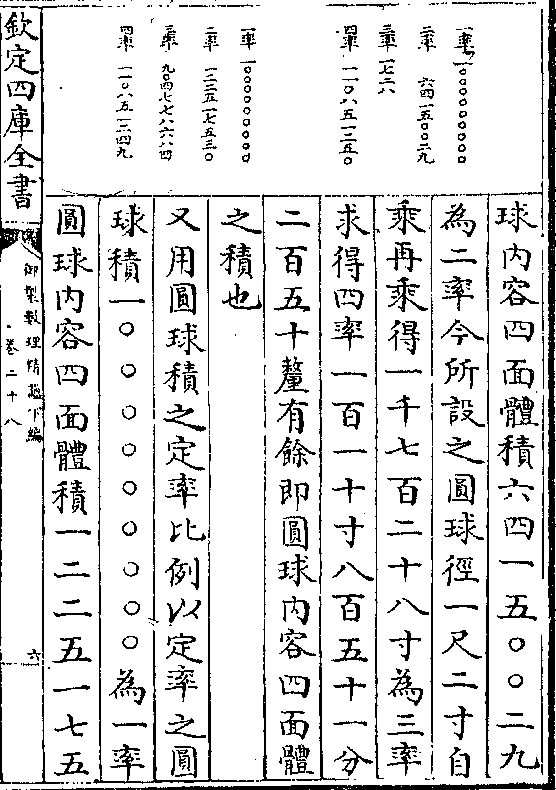 一率 一〇〇〇〇〇〇〇〇〇
二率 六四一五〇〇二九
三率 一七二八
四率 一一〇八五一二五〇
一率 一〇〇〇〇〇〇〇〇〇
二率 一二二五一七五三〇
三率 九〇四七七八六八四
四率 一一〇八五一二四九
球内容四面體積六四一五〇〇二九
為二率今所設之圓球徑一尺二寸自
乘再乘得一千七百二十八寸為三率
求得四率一百一十寸八百五十一分
二百五十釐有餘即圓球内容四面體
之積也
又用圓球積之定率比例以定率之圓
球積一〇〇〇〇〇〇〇〇〇為一率
圓球内容四面體積一二二五一七五
欽定四庫全書
御製數理精蘊下編
卷二十八
六